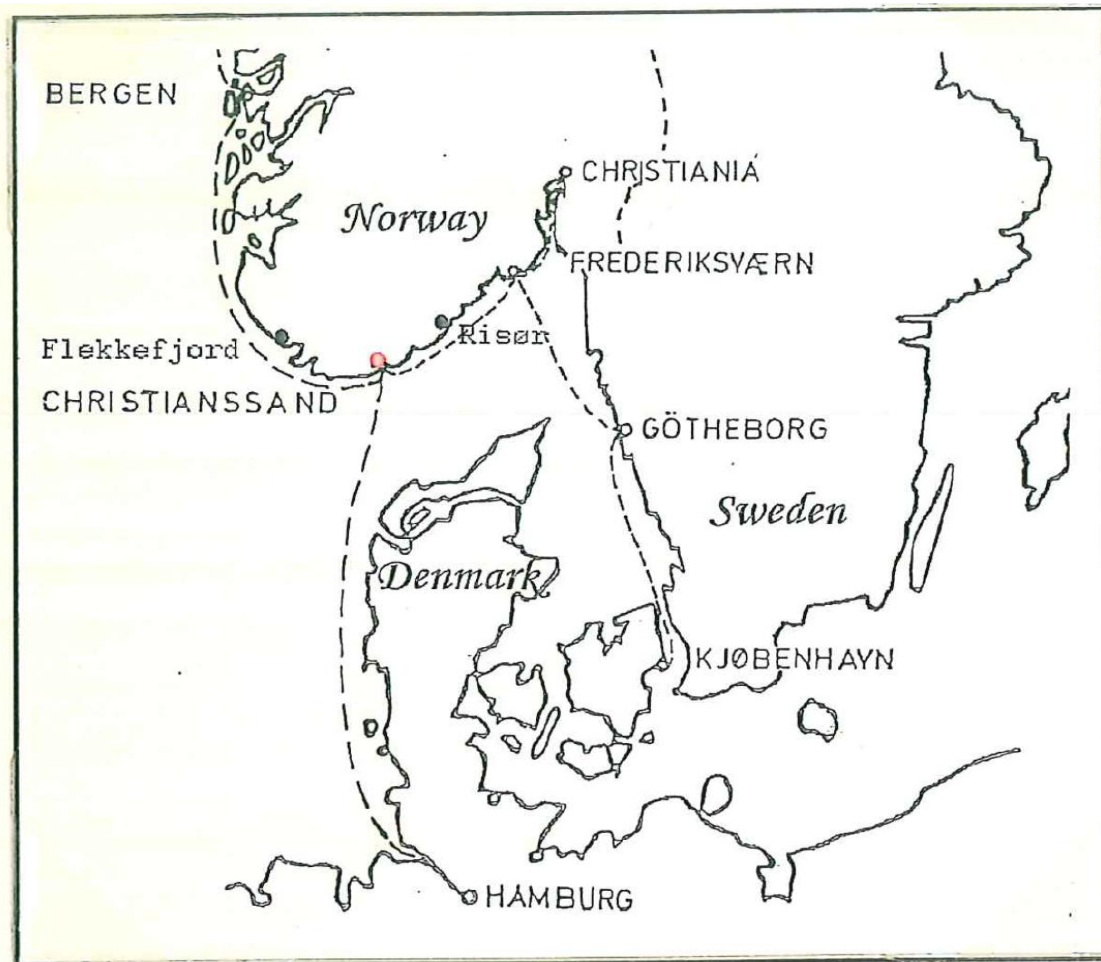 BERGEN
CHRISTIANIA
Norway
FREDERIKSVÆRN
Flekkefjord
Risør
CHRISTIANSSAND
GÖTHEBORG
Sweden
Denmark
KJØBENHAVN
HAMBURG